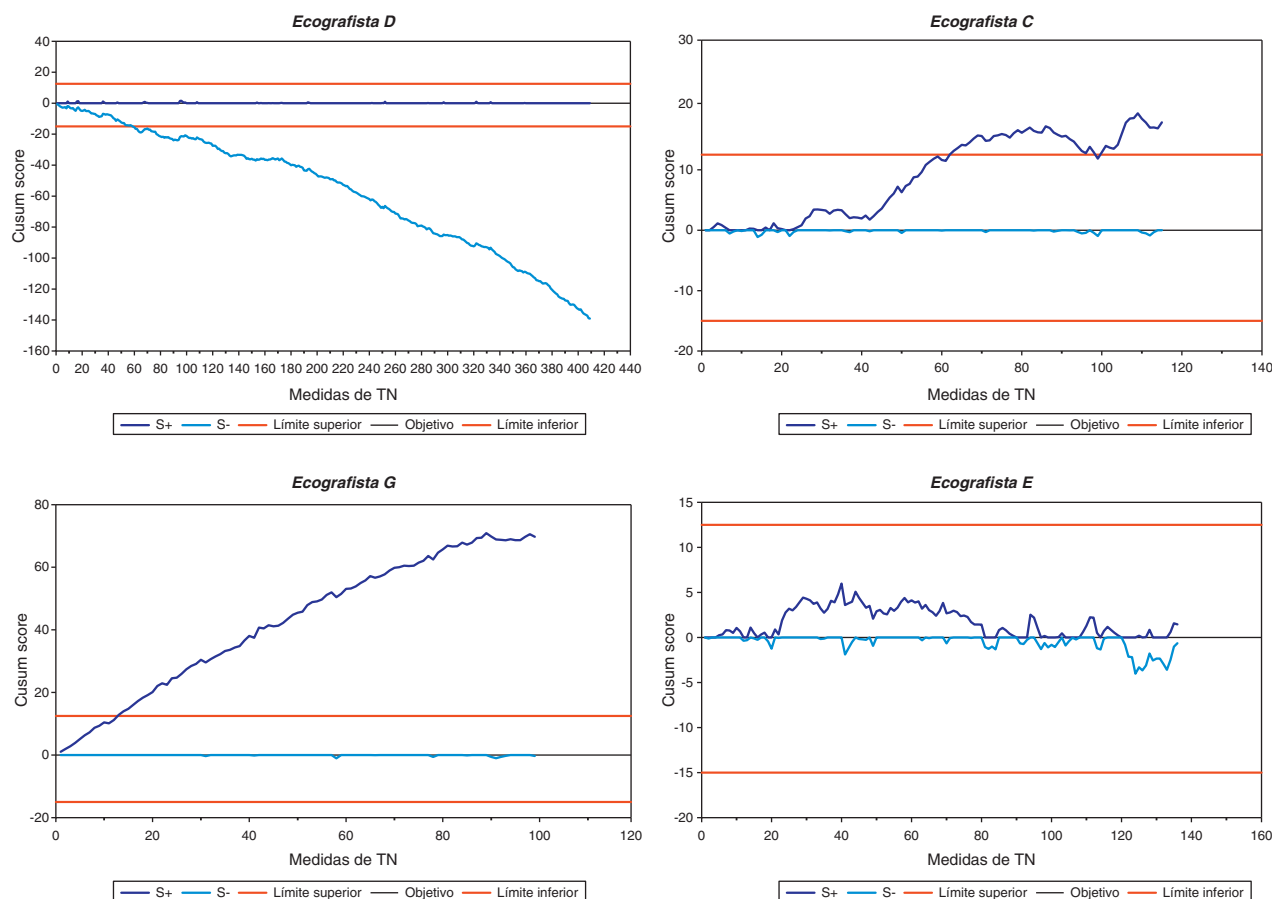 Ecografista D
40
20
0
-20
-40
-60
-80
-100
-120
-140
-160
Cusum score
0 20 40 60 80 100 120 140 160 180 200 220 240 260 280 300 320 340 360 380 400 420 440
Medidas de TN
S+ S- Límite superior Objetivo Límite inferior
Ecografista C
30
20
10
0
-10
-20
Cusum score
0 20 40 60 80 100 120 140
Medidas de TN
S+ S- Límite superior Objetivo Límite inferior
Ecografista G
80
60
40
20
0
-20
Cusum score
0 20 40 60 80 100 120
Medidas de TN
S+ S- Límite superior Objetivo Límite inferior
Ecografista E
15
10
5
0
-5
-10
-15
-20
Cusum score
0 20 40 60 80 100 120 140 160
Medidas de TN
S+ S- Límite superior Objetivo Límite inferior